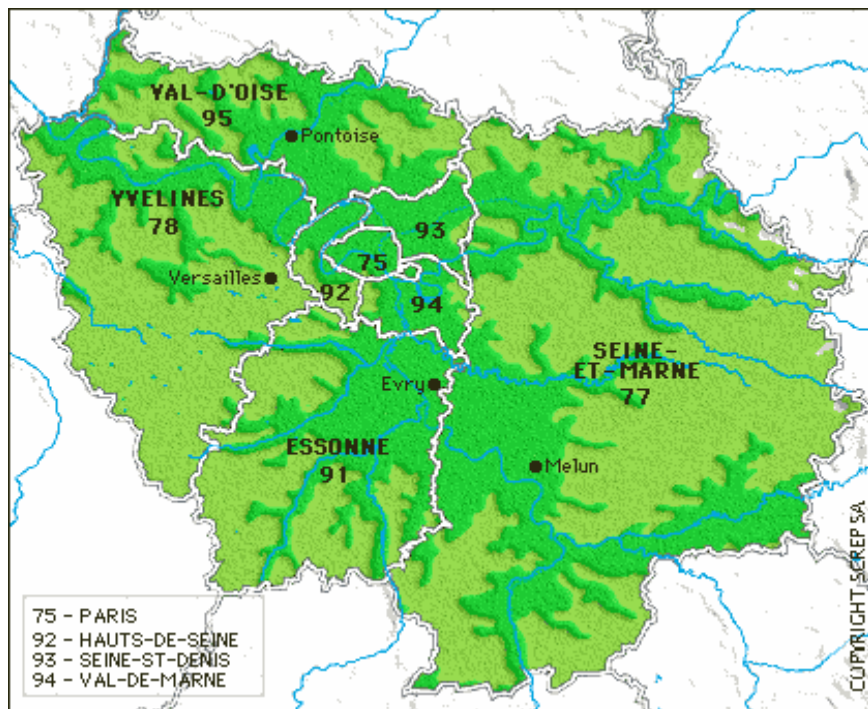 VAL-D'OISE
95
Pontoise
YVELINES
78
93
75
Versailles
92
94
SEINE-
ET-MARNE
77
Evry
ESSONNE
91
Melun
75 - PARIS
92 - HAUTS-DE-SEINE
93 - SEINE-ST-DENIS
94 - VAL-DE-MARNE
COPYRIGHT SCREP SA